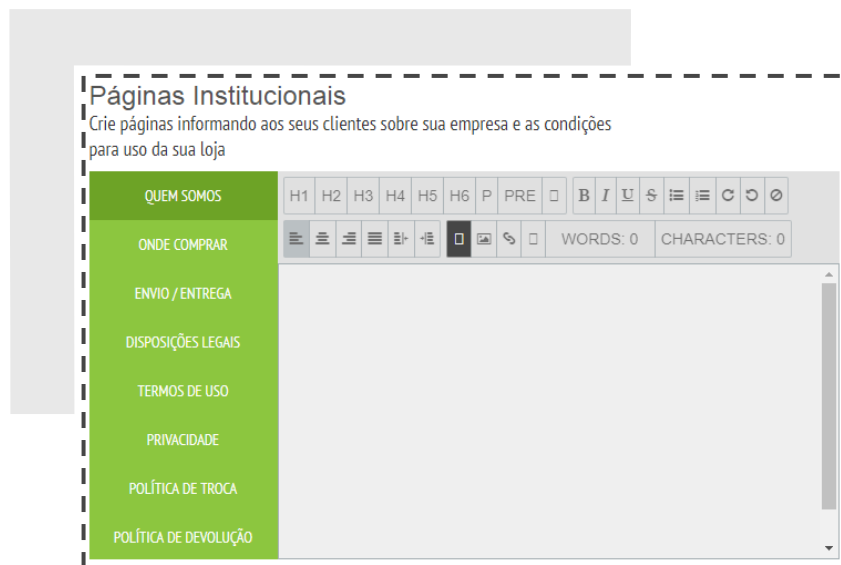 Páginas Institucionais
Crie páginas informando aos seus clientes sobre sua empresa e as condições
para uso da sua loja
QUEM SOMOS
H1 H2 H3 H4 H5 H6 P PRE B I U S
ONDE COMPRAR
WORDS: 0 CHARACTERS: 0
ENVIO / ENTREGA
DISPOSIÇÕES LEGAIS
TERMOS DE USO
PRIVACIDADE
POLÍTICA DE TROCA
POLÍTICA DE DEVOLUÇÃO